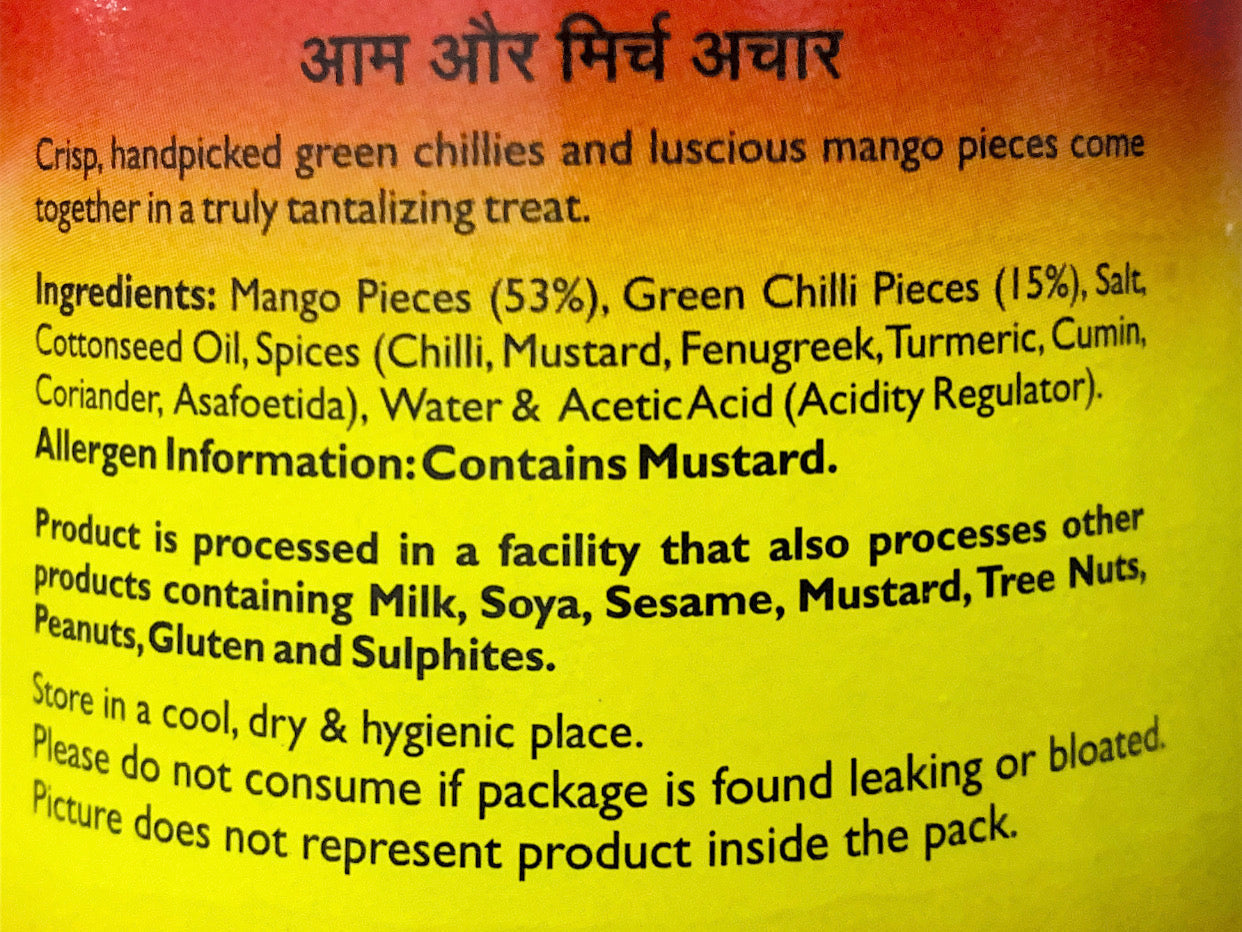 आम और मिर्च अचार
Crisp, handpicked green chillies and luscious mango pieces come
together in a truly tantalizing treat.
Ingredients: Mango Pieces (53%), Green Chilli Pieces (15%), Salt,
Cottonseed Oil, Spices (Chilli, Mustard, Fenugreek, Turmeric, Cumin,
Coriander, Asafoetida), Water & Acetic Acid (Acidity Regulator).
Allergen Information: Contains Mustard.
Product is processed in a facility that also processes other
products containing Milk, Soya, Sesame, Mustard, Tree Nuts,
Peanuts, Gluten and Sulphites.
Store in a cool, dry & hygienic place.
Please do not consume if package is found leaking or bloated.
Picture does not represent product inside the pack.